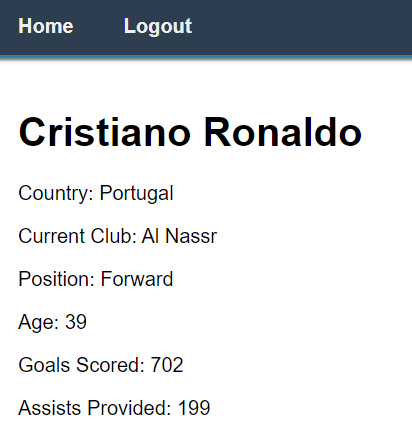 Home Logout
Cristiano Ronaldo
Country: Portugal
Current Club: Al Nassr
Position: Forward
Age: 39
Goals Scored: 702
Assists Provided: 199